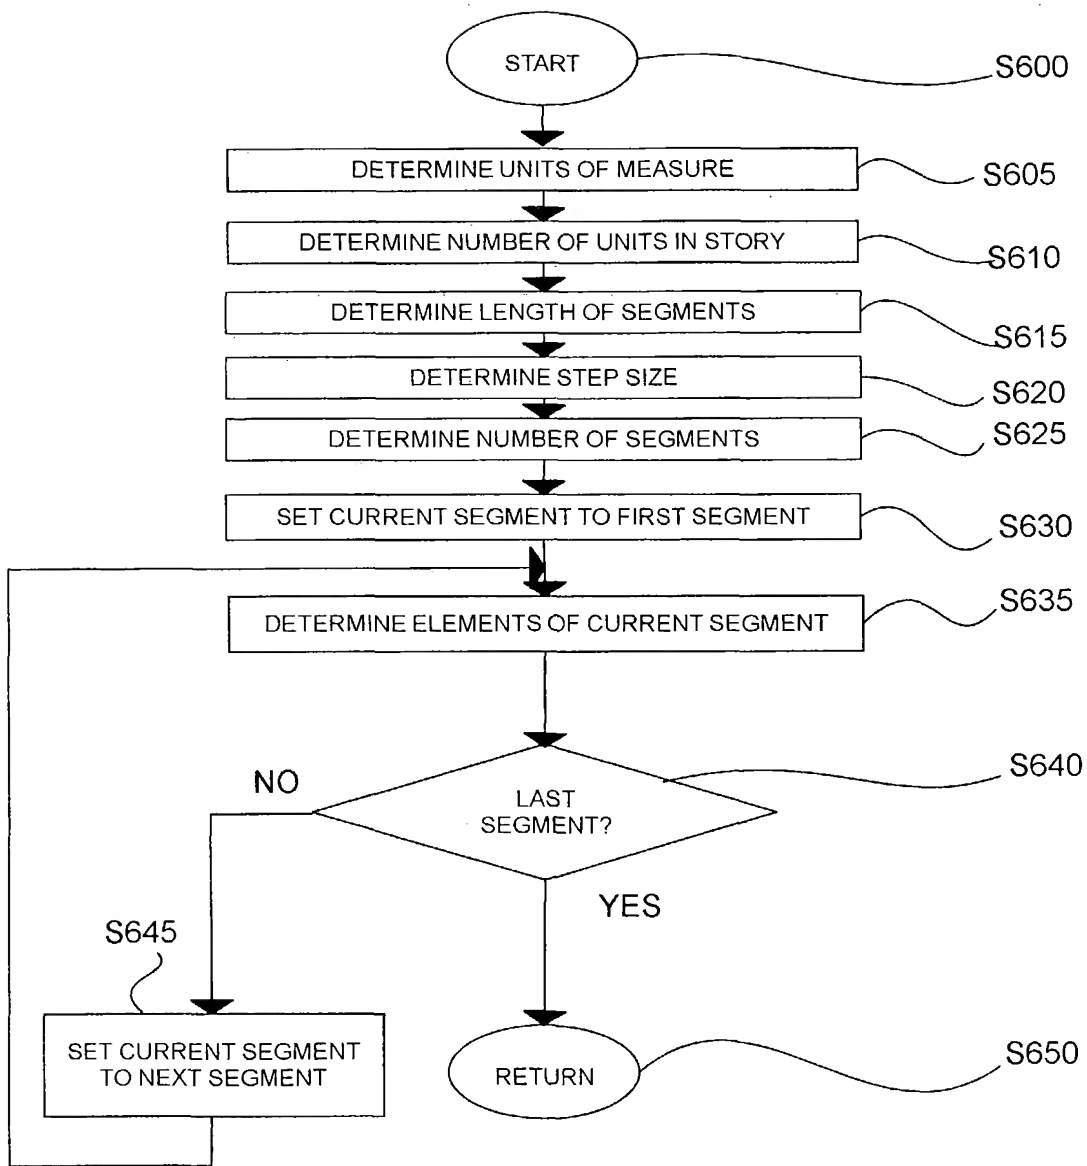 START
S600
DETERMINE UNITS OF MEASURE
S605
DETERMINE NUMBER OF UNITS IN STORY
S610
DETERMINE LENGTH OF SEGMENTS
S615
DETERMINE STEP SIZE
S620
DETERMINE NUMBER OF SEGMENTS
S625
SET CURRENT SEGMENT TO FIRST SEGMENT
S630
DETERMINE ELEMENTS OF CURRENT SEGMENT
S635
LAST
SEGMENT?
S640
NO
YES
S645
SET CURRENT SEGMENT
TO NEXT SEGMENT
RETURN
S650